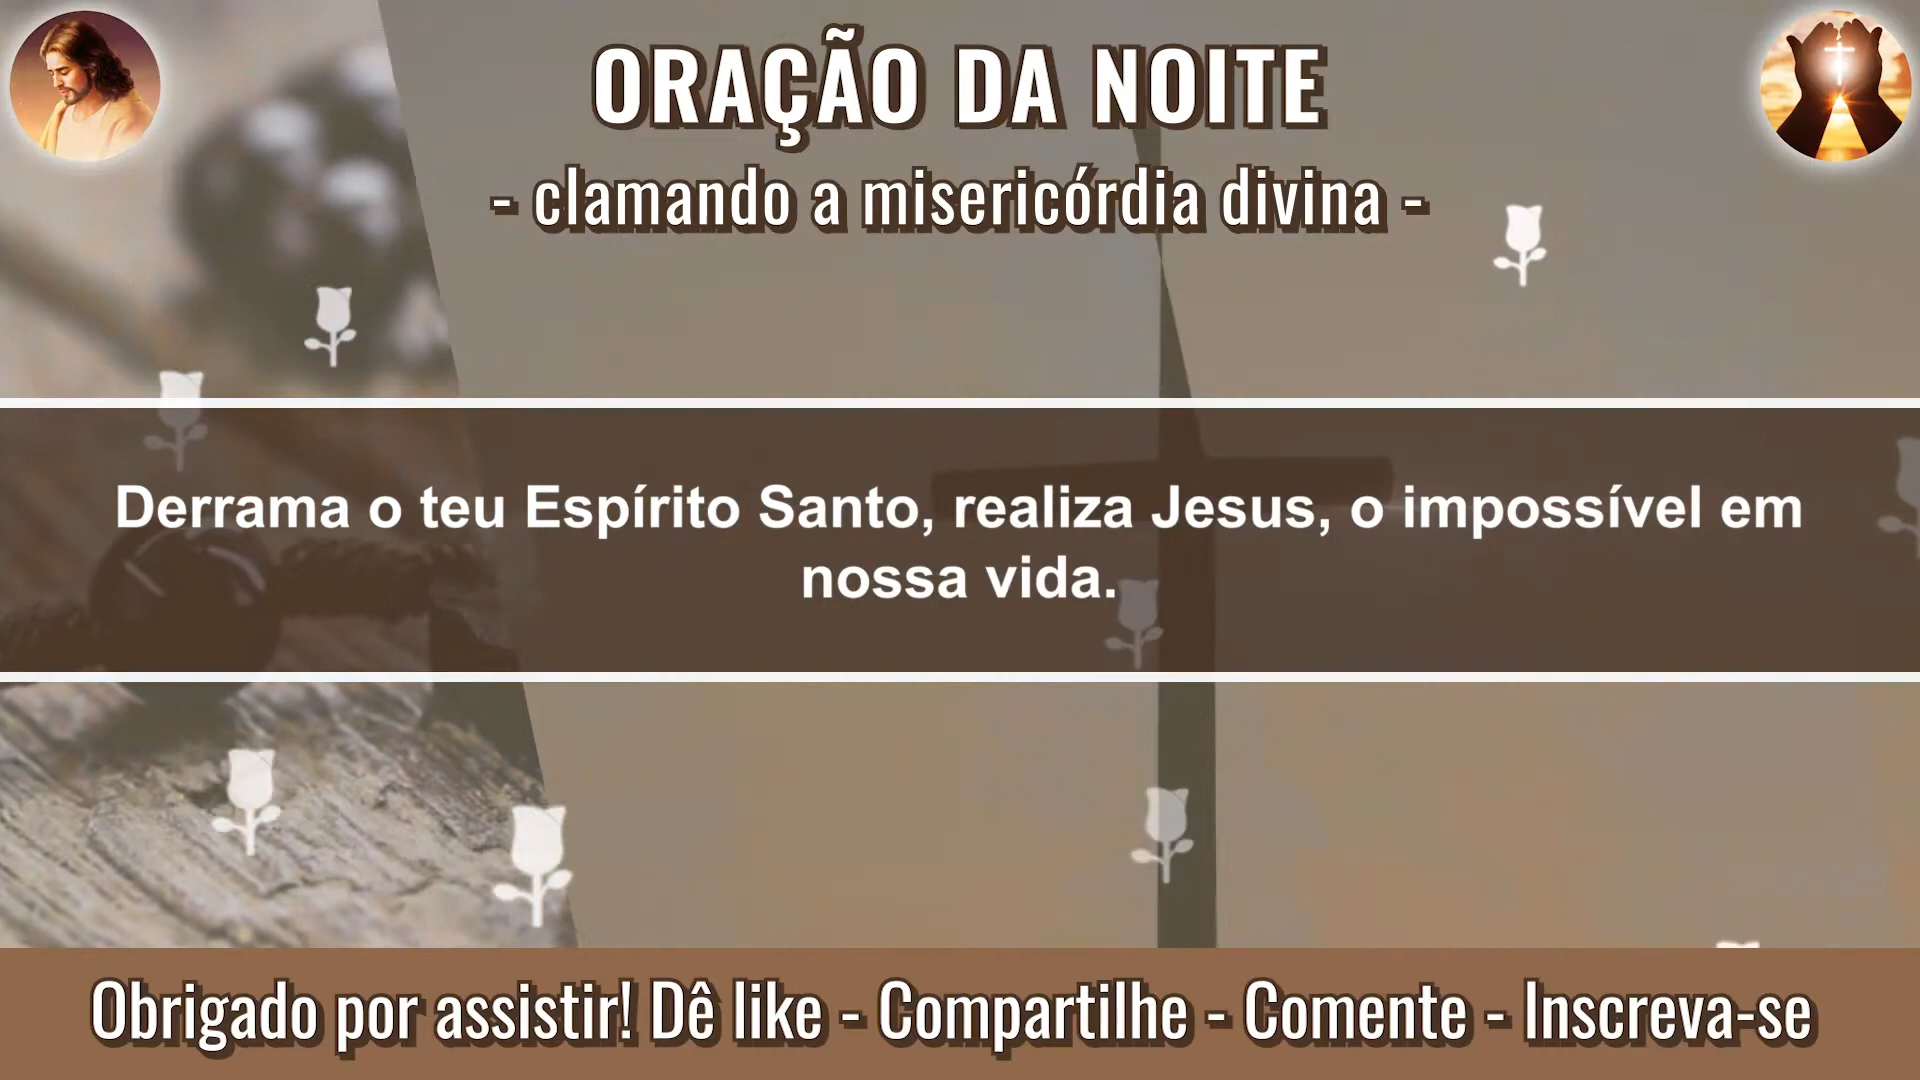 ORAÇÃO DA NOITE
- clamando a misericórdia divina -
Derrama o teu Espírito Santo, realiza Jesus, o impossível em
nossa vida.
Obrigado por assistir! Dê like - Compartilhe - Comente - Inscreva-se